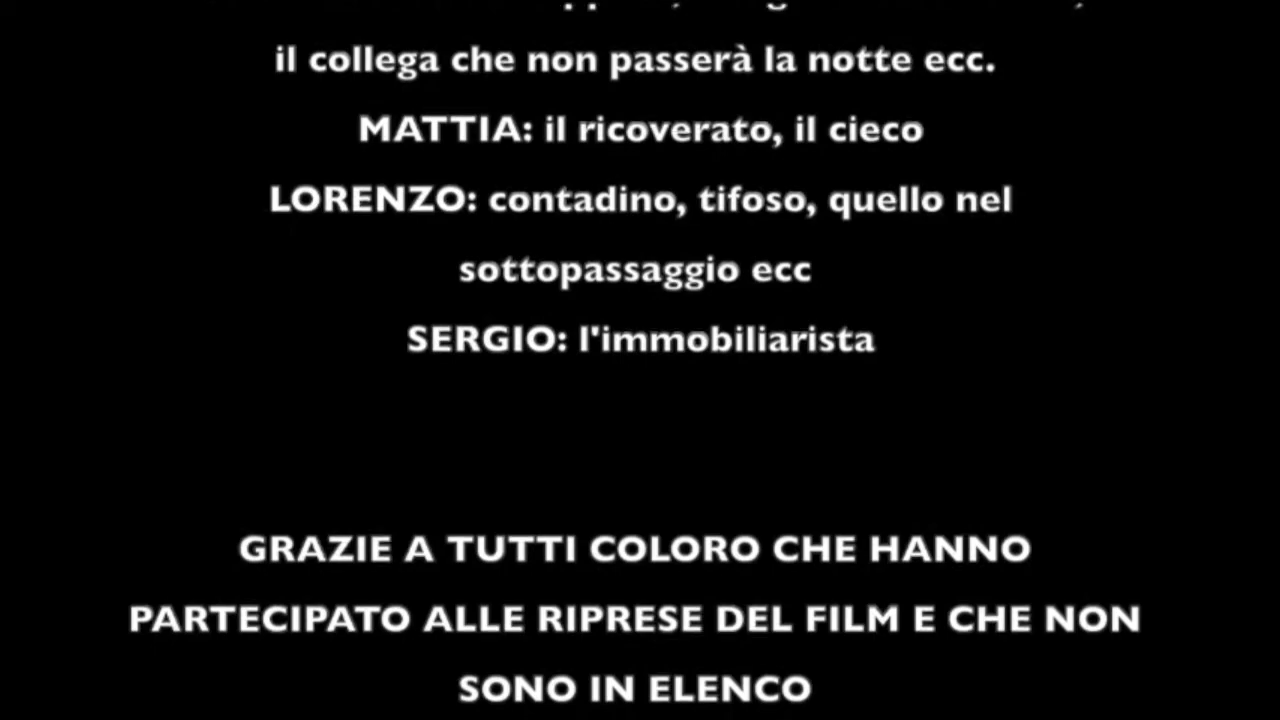 il collega che non passerà la notte ecc.
MATTIA: il ricoverato, il cieco
LORENZO: contadino, tifoso, quello nel
sottopassaggio ecc
SERGIO: l'immobiliarista
GRAZIE A TUTTI COLORO CHE HANNO
PARTECIPATO ALLE RIPRESE DEL FILM E CHE NON
SONO IN ELENCO